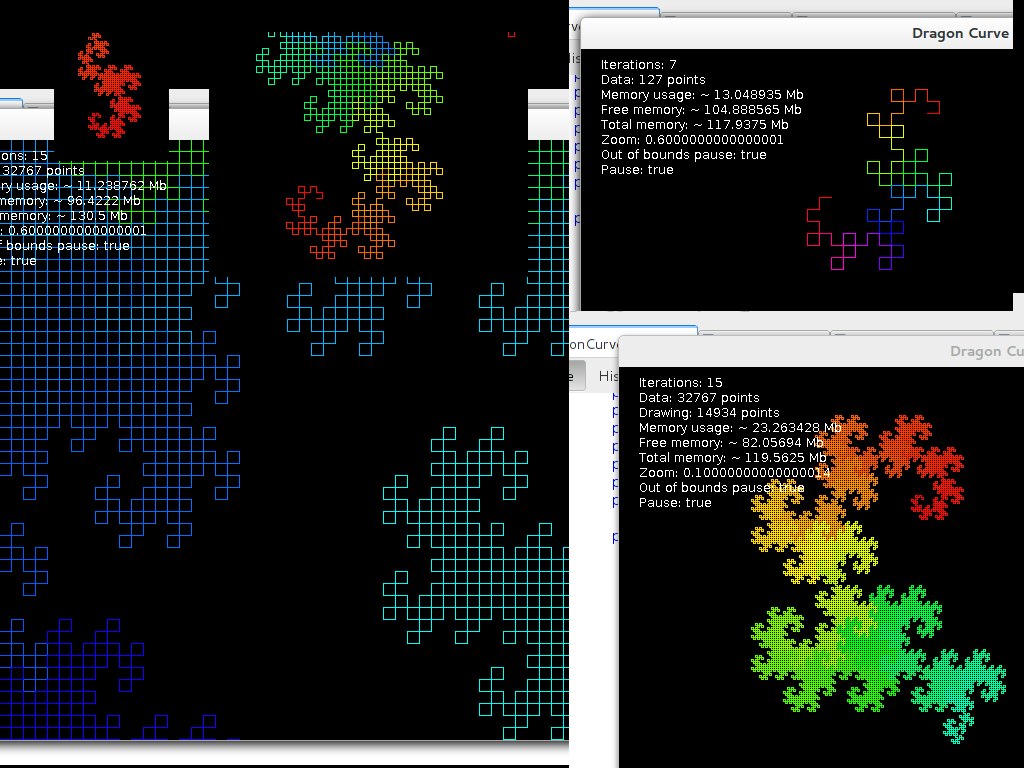 ons: 15
32767 points
ry usage: ~ 11.238762 Mb
memory: ~ 96.4222 Mb
memory: ~ 130.5 Mb
: 0.6000000000000001
of bounds pause: true
e: true
Dragon Curve
Iterations: 7
Data: 127 points
Memory usage: ~ 13.048935 Mb
Free memory: ~ 104.888565 Mb
Total memory: ~ 117.9375 Mb
Zoom: 0.6000000000000001
Out of bounds pause: true
Pause: true
onCurv
Dragon Cu
His
Iterations: 15
Data: 32767 points
Drawing: 14934 points
Memory usage: ~ 23.263428 Mb
Free memory: ~ 82.05694 Mb
Total memory: ~ 119.5625 Mb
Zoom: 0.10000000000000014
Out of bounds pause: true
Pause: true